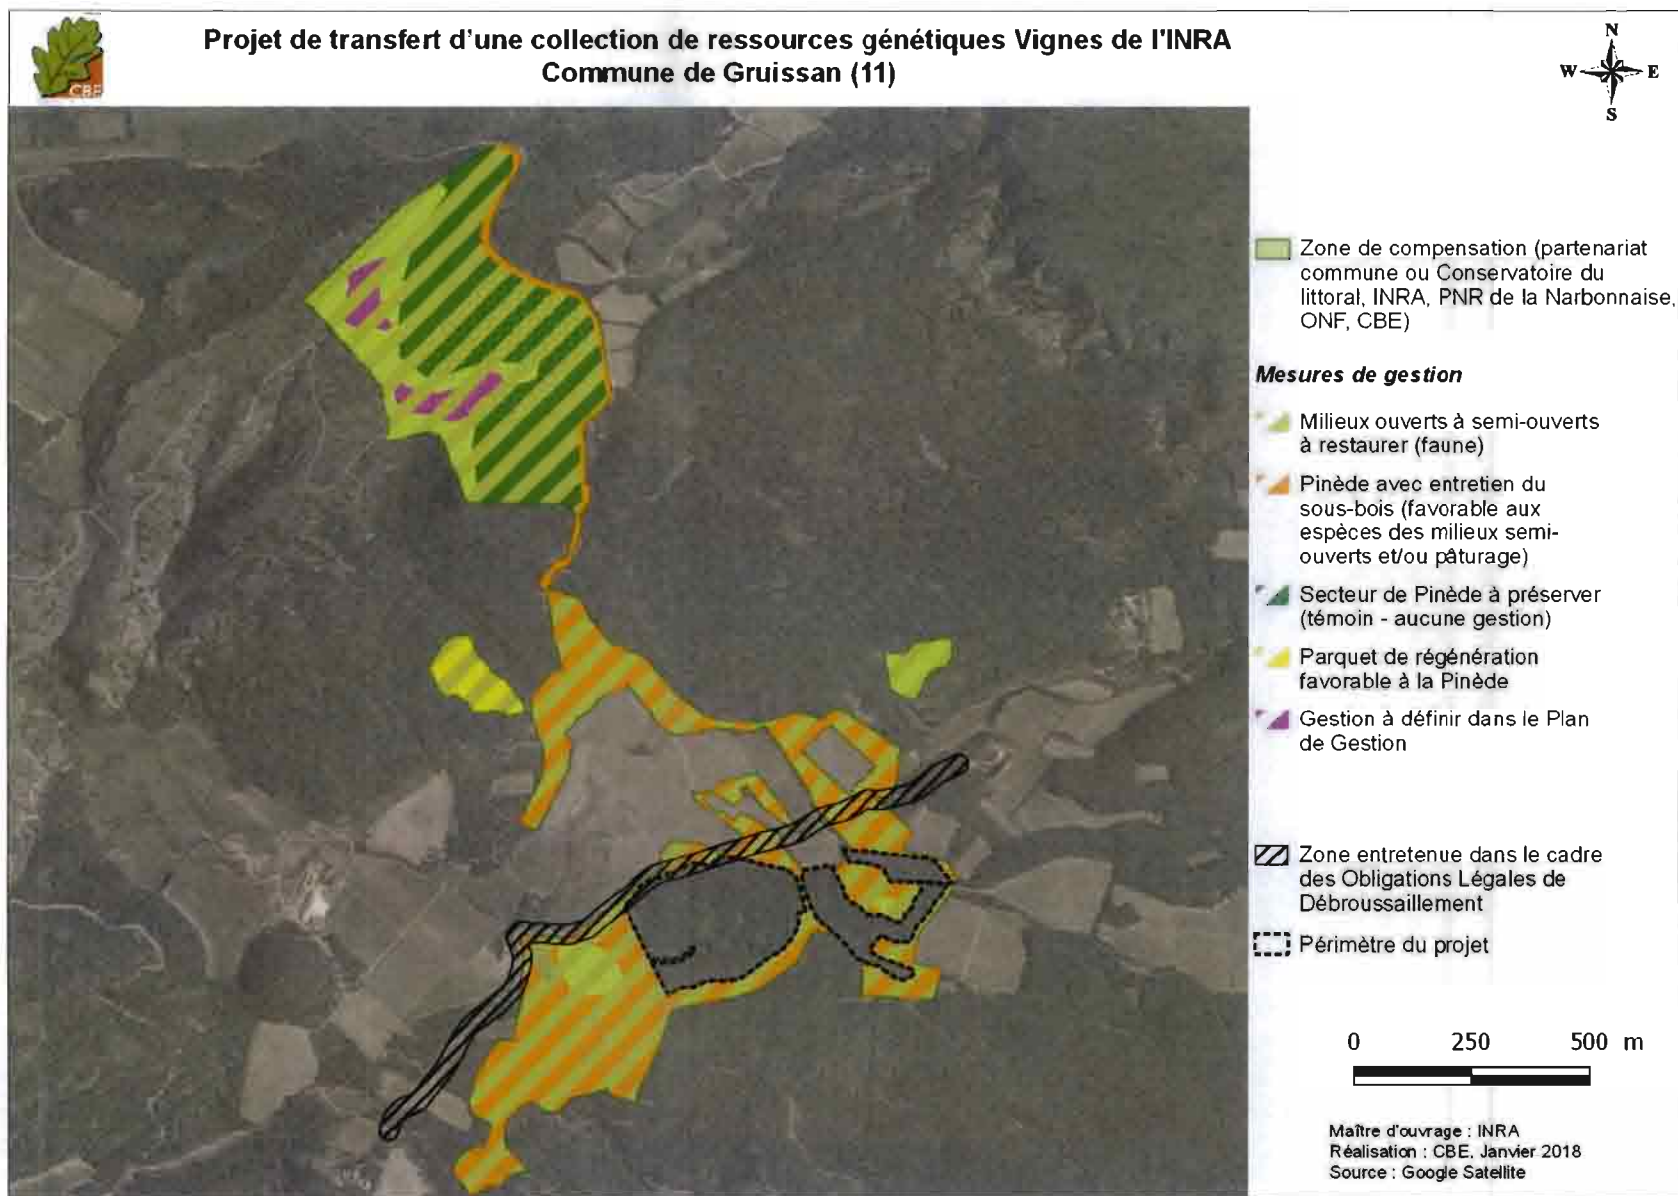 Projet de transfert d'une collection de ressources génétiques Vignes de l'INRA
Commune de Gruissan (11)
CBE
N
W
E
S
Zone de compensation (partenariat
commune ou Conservatoire du
littoral, INRA, PNR de la Narbonnaise,
ONF, CBE)
Mesures de gestion
Milieux ouverts à semi-ouverts
à restaurer (faune)
Pinède avec entretien du
sous-bois (favorable aux
espèces des milieux semi-
ouverts et/ou pâturage)
Secteur de Pinède à préserver
(témoin - aucune gestion)
Parquet de régénération
favorable à la Pinède
Gestion à définir dans le Plan
de Gestion
Zone entretenue dans le cadre
des Obligations Légales de
Débroussaillement
Périmètre du projet
0 250 500 m
Maître d'ouvrage : INRA
Réalisation : CBE, Janvier 2018
Source : Google Satellite